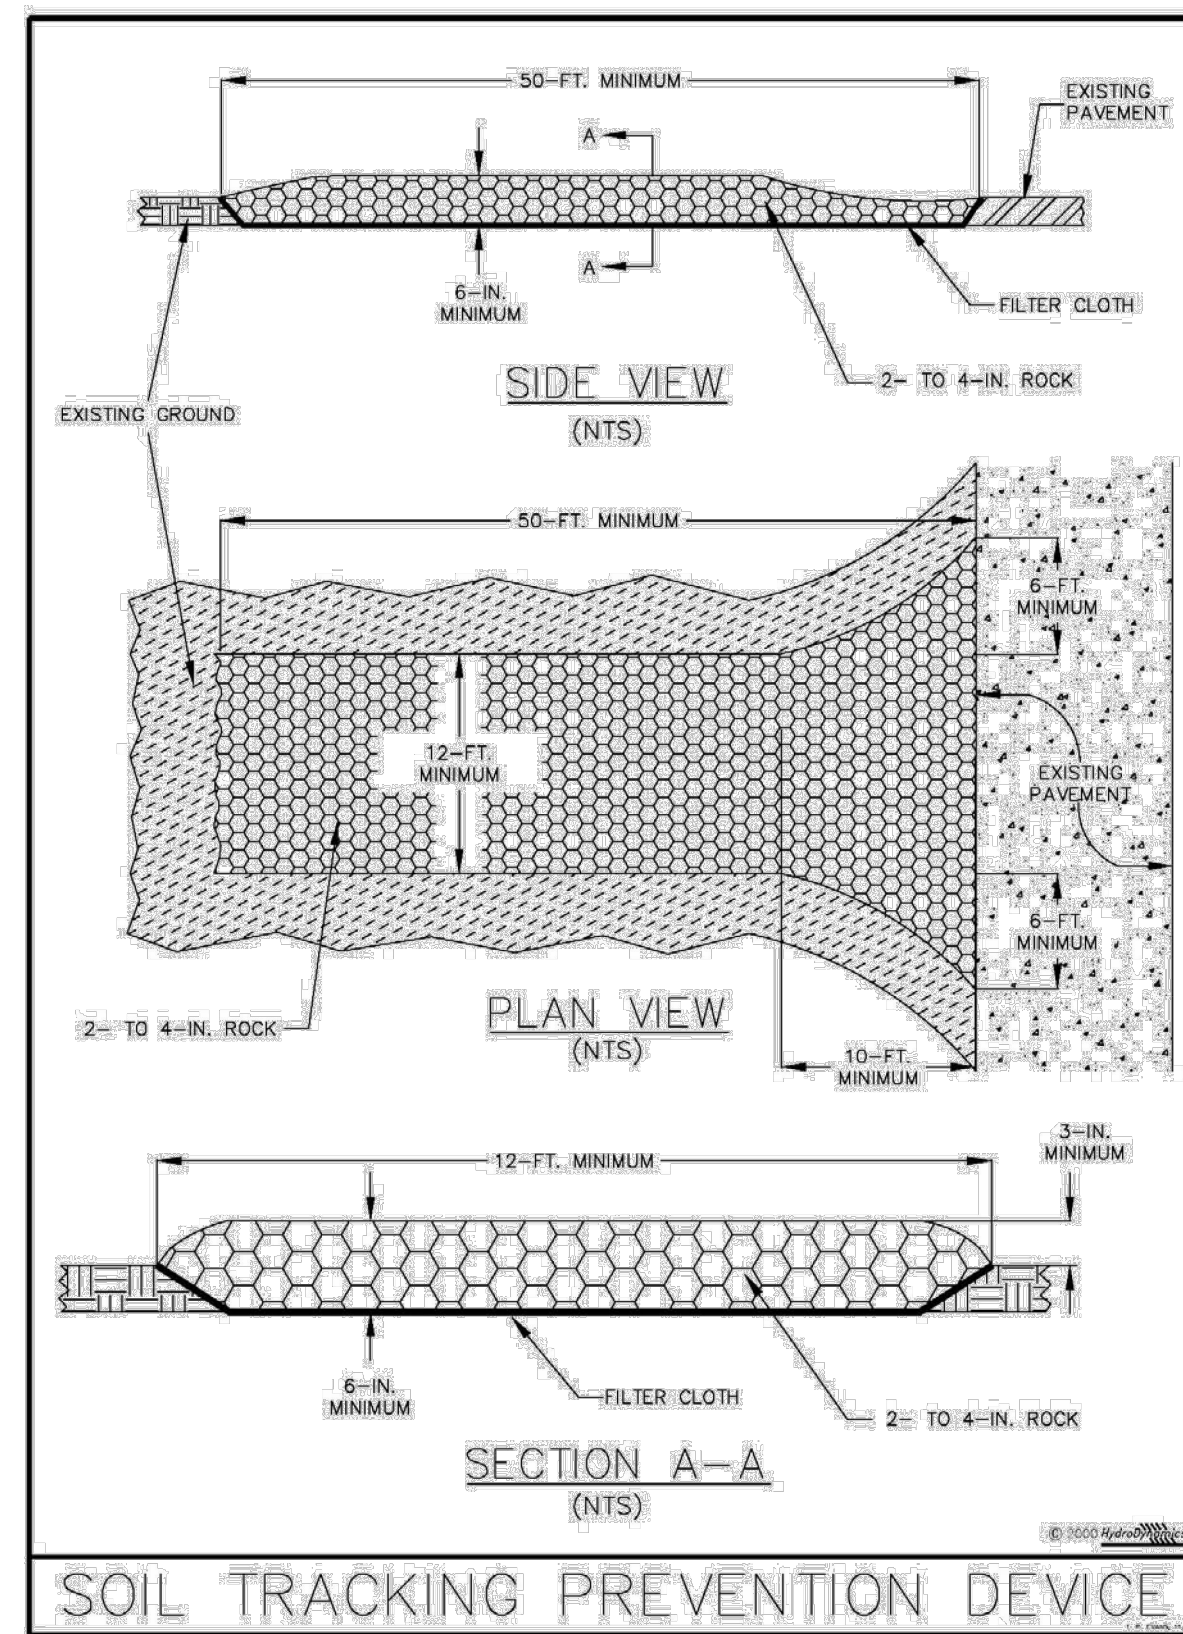 50-FT. MINIMUM
EXISTING
PAVEMENT
A
A
6-IN.
MINIMUM
FILTER CLOTH
2- TO 4-IN. ROCK
SIDE VIEW
(NTS)
EXISTING GROUND
50-FT. MINIMUM
6-FT.
MINIMUM
12-FT.
MINIMUM
EXISTING
PAVEMENT
6-FT.
MINIMUM
2- TO 4-IN. ROCK
PLAN VIEW
(NTS)
10-FT.
MINIMUM
3-IN.
MINIMUM
12-FT. MINIMUM
6-IN.
MINIMUM
FILTER CLOTH
2- TO 4-IN. ROCK
SECTION A-A
(NTS)
© 2000 HydroDynamics
SOIL TRACKING PREVENTION DEVICE